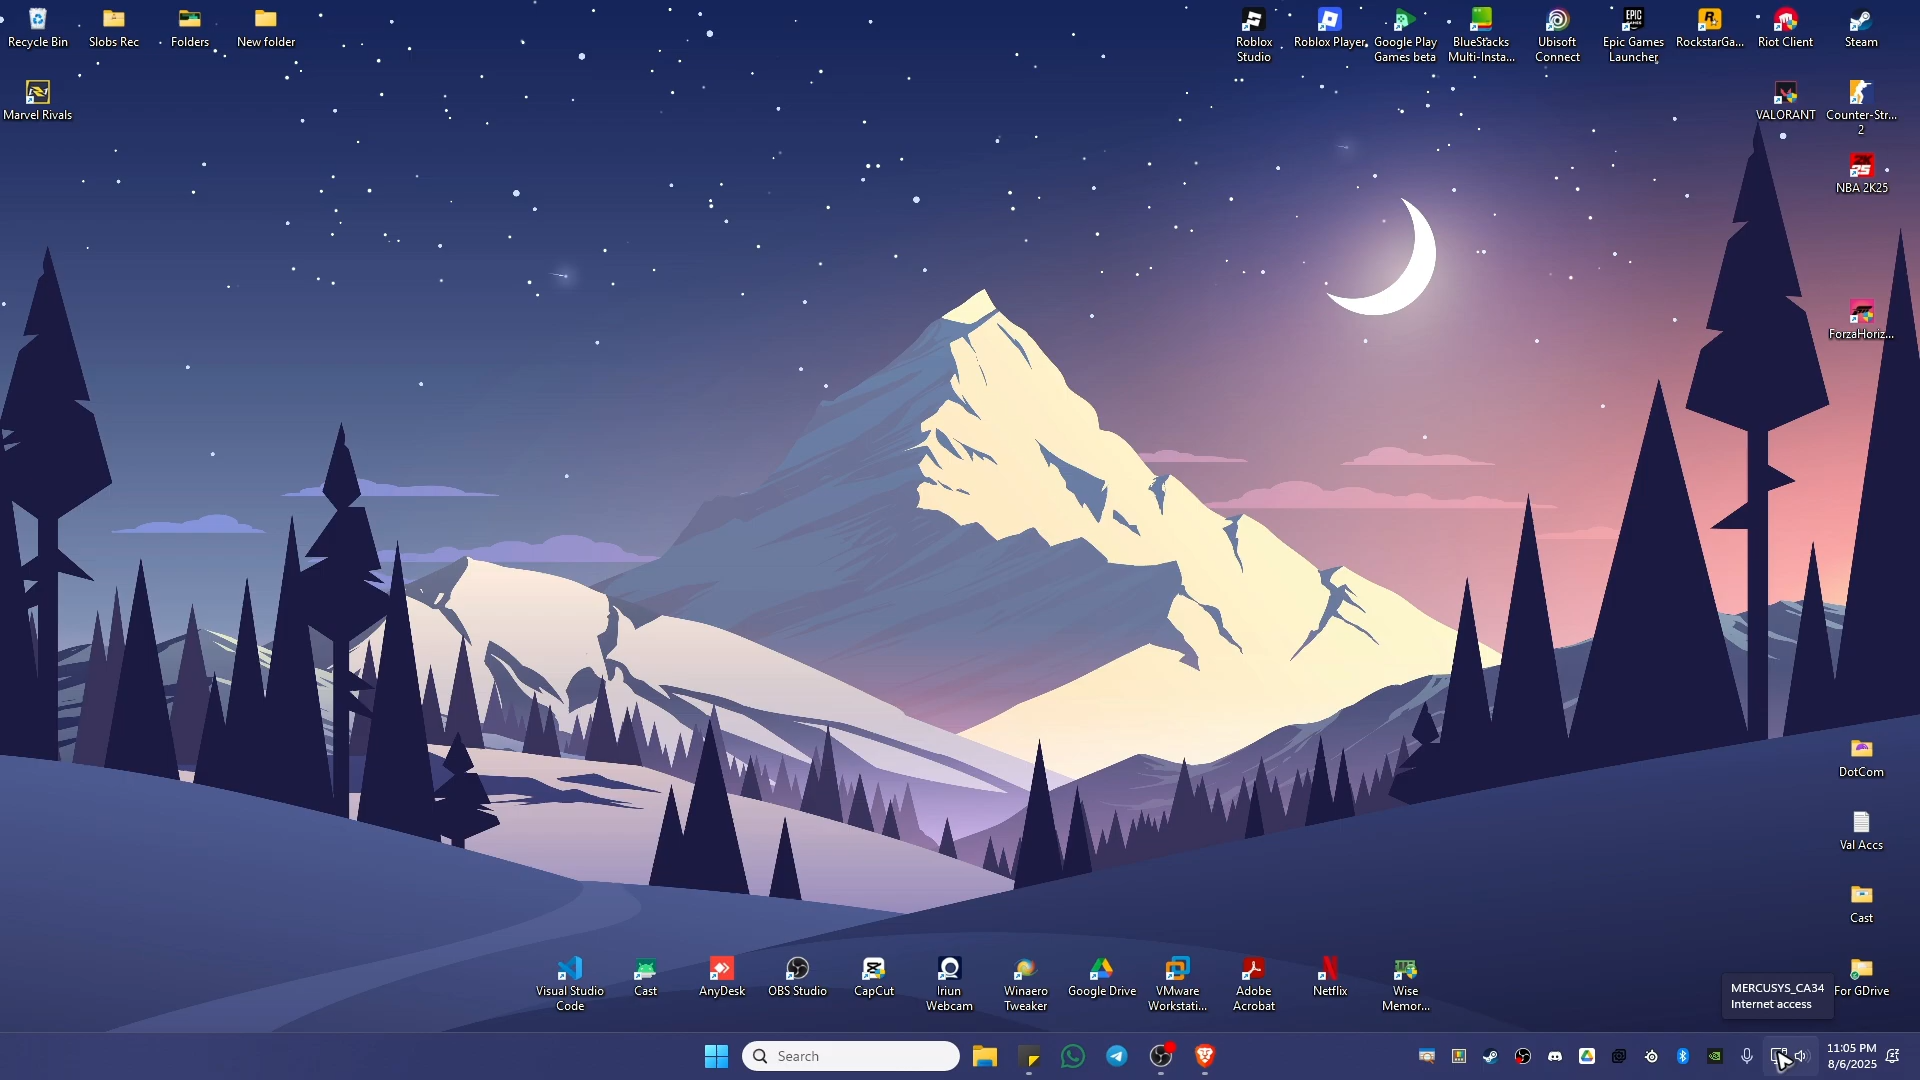 Recycle Bin
Slobs Rec
Folders
New folder
Roblox Studio
Roblox Player
Google Play Games beta
BlueStacks Multi-Insta...
Ubisoft Connect
Epic Games Launcher
RockstarGa...
Riot Client
Steam
Marvel Rivals
VALORANT
Counter-Str... 2
NBA 2K25
ForzaHoriz...
DotCom
Val Accs
Cast
Visual Studio Code
Cast
AnyDesk
OBS Studio
CapCut
Iriun Webcam
Winaero Tweaker
Google Drive
VMware Workstati...
Adobe Acrobat
Netflix
Wise Memor...
For GDrive
MERCUSYS_CA34
Internet access
Search
11:05 PM
8/6/2025